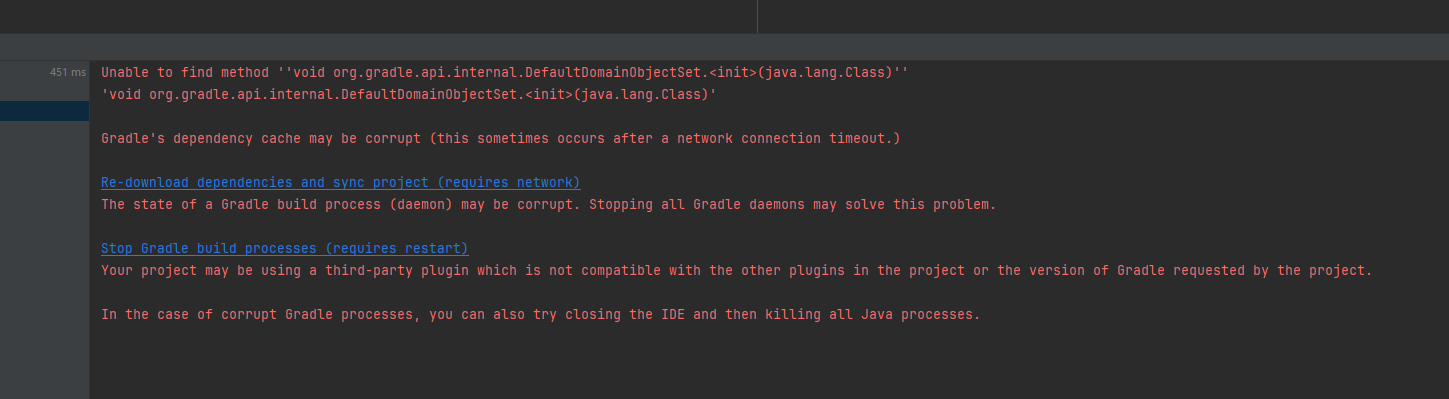 451 ms
Unable to find method ''void org.gradle.api.internal.DefaultDomainObjectSet.<init>(java.lang.Class)''
'void org.gradle.api.internal.DefaultDomainObjectSet.<init>(java.lang.Class)'
Gradle's dependency cache may be corrupt (this sometimes occurs after a network connection timeout.)
Re-download dependencies and sync project (requires network)
The state of a Gradle build process (daemon) may be corrupt. Stopping all Gradle daemons may solve this problem.
Stop Gradle build processes (requires restart)
Your project may be using a third-party plugin which is not compatible with the other plugins in the project or the version of Gradle requested by the project.
In the case of corrupt Gradle processes, you can also try closing the IDE and then killing all Java processes.